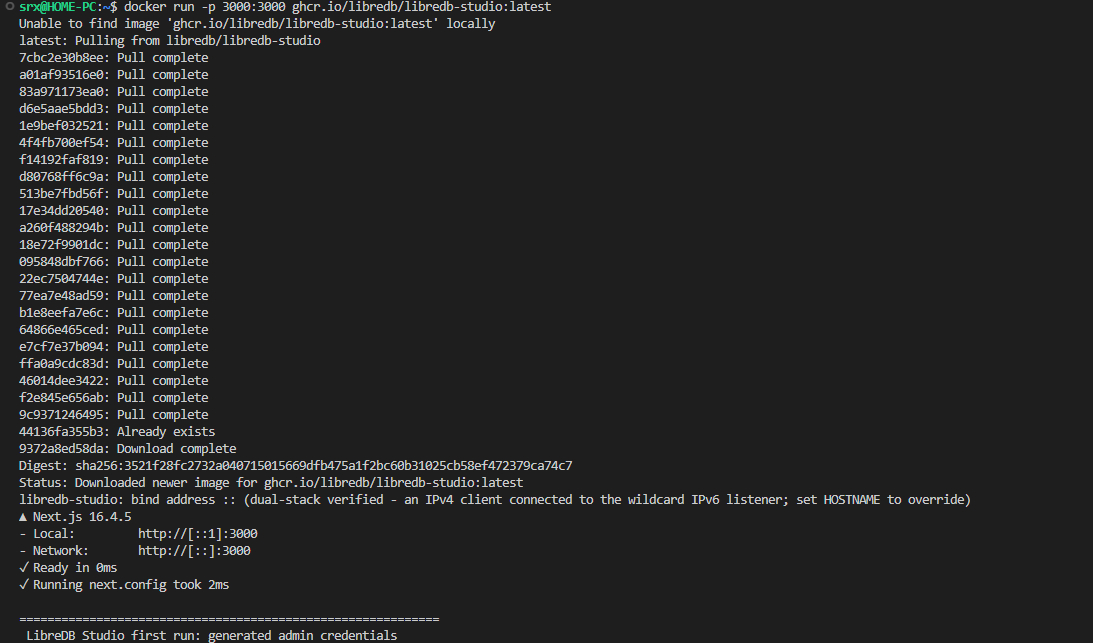 srx@HOME-PC:~$ docker run -p 3000:3000 ghcr.io/libredb/libredb-studio:latest
Unable to find image 'ghcr.io/libredb/libredb-studio:latest' locally
latest: Pulling from libredb/libredb-studio
7cbc2e30b8ee: Pull complete
a01af93516e0: Pull complete
83a971173ea0: Pull complete
d6e5aae5bdd3: Pull complete
1e9bef032521: Pull complete
4f4fb700ef54: Pull complete
f14192faf819: Pull complete
d80768ff6c9a: Pull complete
513be7fbd56f: Pull complete
17e34dd20540: Pull complete
a260f488294b: Pull complete
18e72f9901dc: Pull complete
095848dbf766: Pull complete
22ec7504744e: Pull complete
77ea7e48ad59: Pull complete
b1e8eefa7e6c: Pull complete
64866e465ced: Pull complete
e7cf7e37b094: Pull complete
ffa0a9cdc83d: Pull complete
46014dee3422: Pull complete
f2e845e656ab: Pull complete
9c9371246495: Pull complete
44136fa355b3: Already exists
9372a8ed58da: Download complete
Digest: sha256:3521f28fc2732a040715015669dfb475a1f2bc60b31025cb58ef472379ca74c7
Status: Downloaded newer image for ghcr.io/libredb/libredb-studio:latest
libredb-studio: bind address :: (dual-stack verified - an IPv4 client connected to the wildcard IPv6 listener; set HOSTNAME to override)
▲ Next.js 16.4.5
- Local:         http://[::1]:3000
- Network:       http://[::]:3000
✓ Ready in 0ms
✓ Running next.config took 2ms
============================================================
LibreDB Studio first run: generated admin credentials